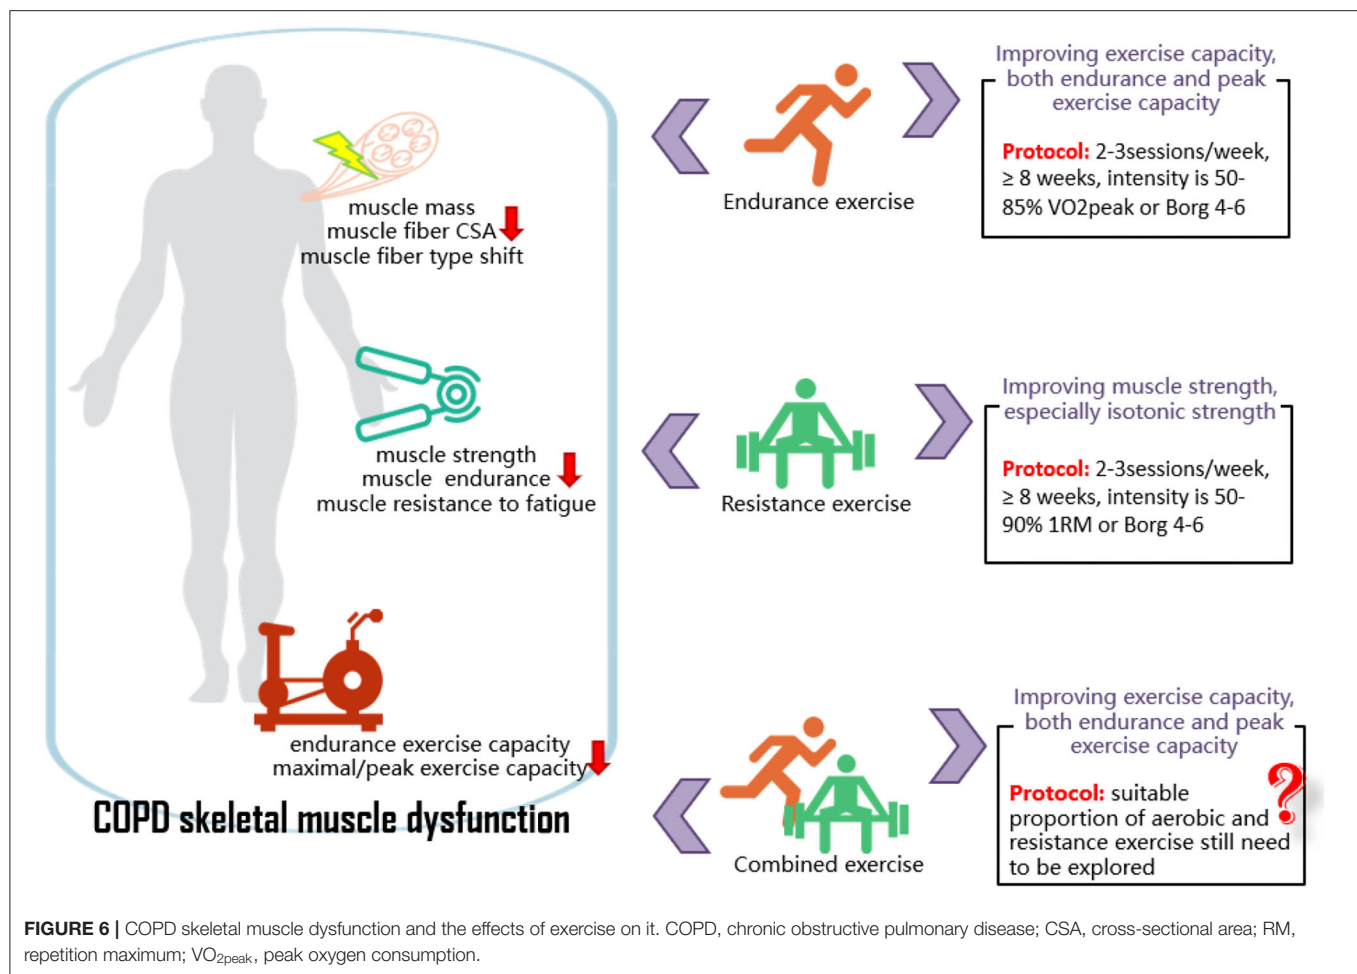 muscle mass
muscle fiber CSA
muscle fiber type shift
muscle strength
muscle endurance
muscle resistance to fatigue
endurance exercise capacity
maximal/peak exercise capacity
COPD skeletal muscle dysfunction
Endurance exercise
Improving exercise capacity,
both endurance and peak
exercise capacity
Protocol: 2-3sessions/week,
≥ 8 weeks, intensity is 50-
85% VO2peak or Borg 4-6
Resistance exercise
Improving muscle strength,
especially isotonic strength
Protocol: 2-3sessions/week,
≥ 8 weeks, intensity is 50-
90% 1RM or Borg 4-6
Combined exercise
Improving exercise capacity,
both endurance and peak
exercise capacity
Protocol: suitable
proportion of aerobic and
resistance exercise still need
to be explored
?
FIGURE 6 | COPD skeletal muscle dysfunction and the effects of exercise on it. COPD, chronic obstructive pulmonary disease; CSA, cross-sectional area; RM,
repetition maximum; VO2peak, peak oxygen consumption.